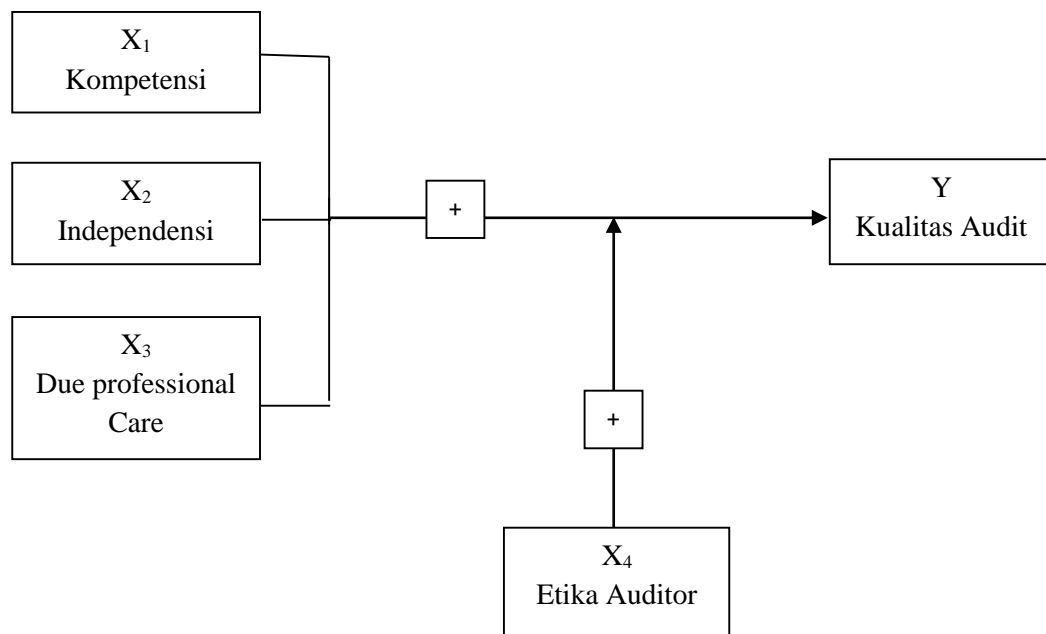 X₁
Kompetensi
X₂
Independensi
X₃
Due professional
Care
+
Y
Kualitas Audit
+
X₄
Etika Auditor